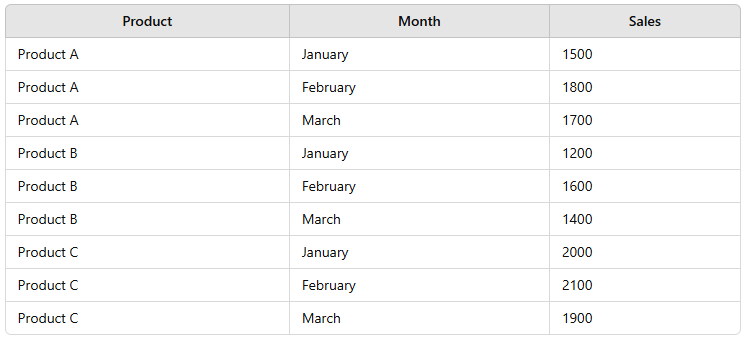 Product Month Sales
Product A January 1500
Product A February 1800
Product A March 1700
Product B January 1200
Product B February 1600
Product B March 1400
Product C January 2000
Product C February 2100
Product C March 1900